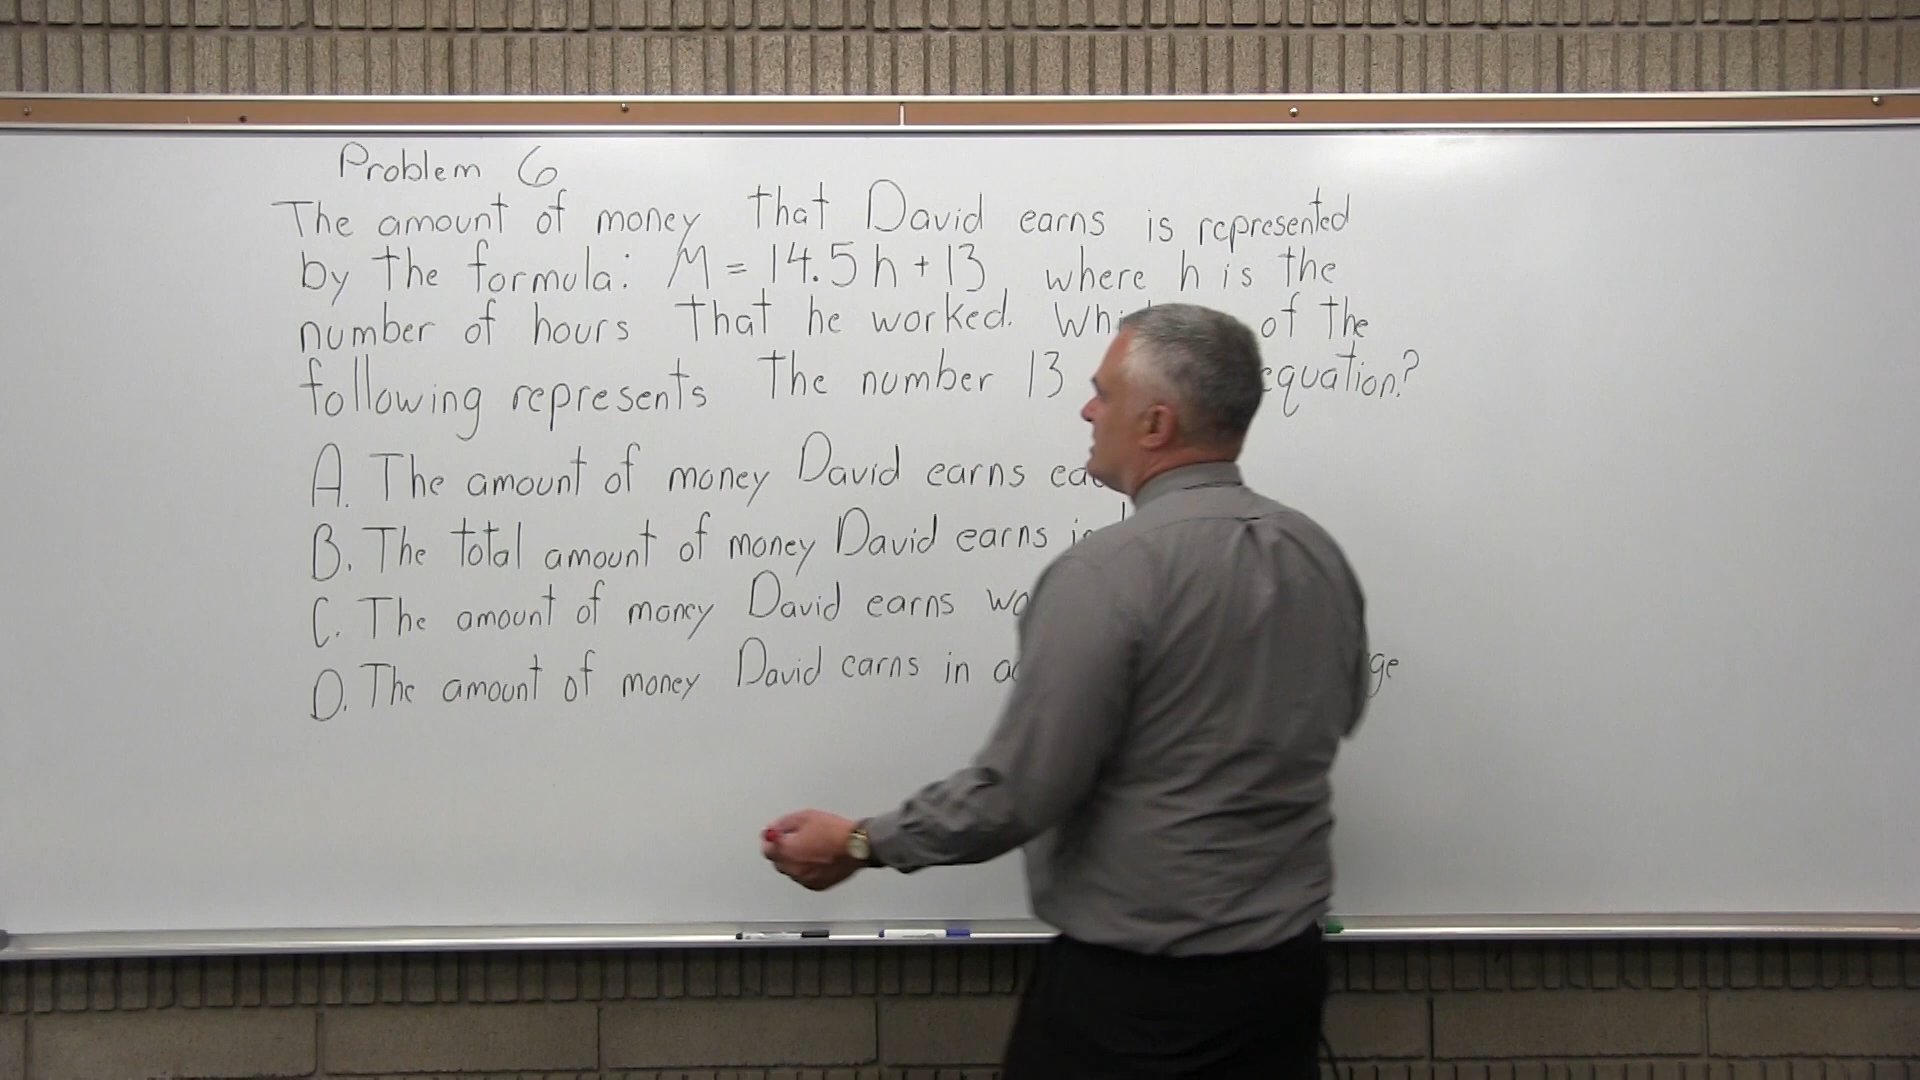 Problem 6
The amount of money that David earns is represented
by the formula: M = 14.5h + 13, where h is the
number of hours that he worked. of the
following represents the number 13 equation?
A. The amount of money David earns
B. The total amount of money David earns
C. The amount of money David earns
D. The amount of money David earns in